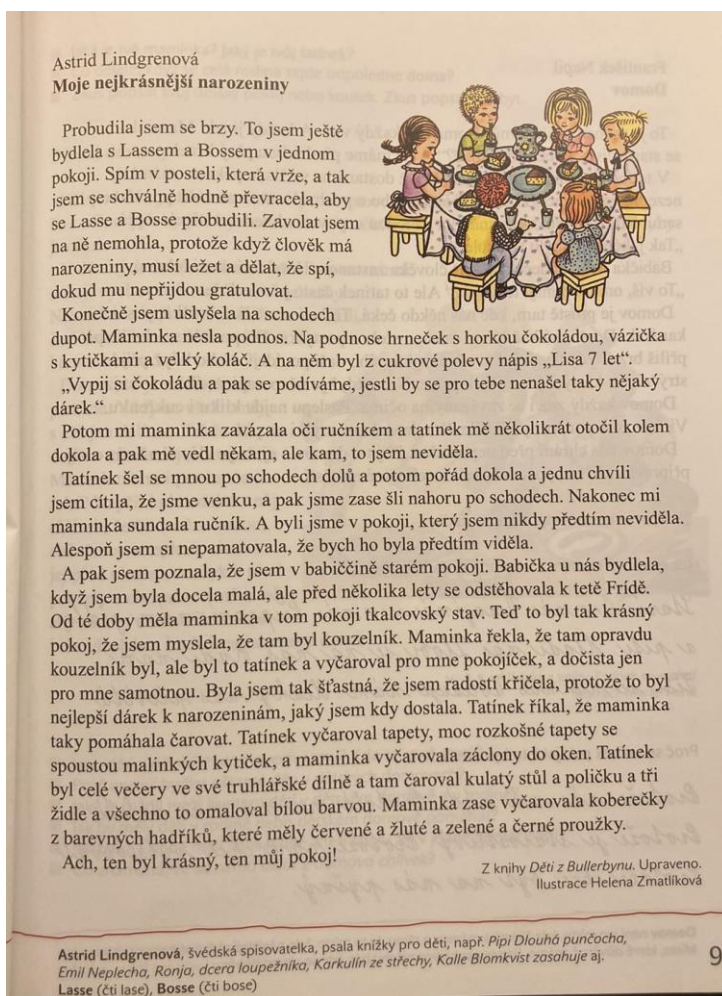 Astrid Lindgrenová
Moje nejkrásnější narozeniny
Probudila jsem se brzy. To jsem ještě
bydlela s Lassem a Bossem v jednom
pokoji. Spím v posteli, která vrže, a tak
jsem se schválně hodně převracela, aby
se Lasse a Bosse probudili. Zavolat jsem
na ně nemohla, protože když člověk má
narozeniny, musí ležet a dělat, že spí,
dokud mu nepřijdou gratulovat.
Konečně jsem uslyšela na schodech
dupot. Maminka nesla podnos. Na podnose hrneček s horkou čokoládou, vázička
s kytičkami a velký koláč. A na něm byl z cukrové polevy nápis „Lisa 7 let“.
„Vypij si čokoládu a pak se podíváme, jestli by se pro tebe nenašel taky nějaký
dárek.“
Potom mi maminka zavázala oči ručníkem a tatínek mě několikrát otočil kolem
dokola a pak mě vedl někam, ale kam, to jsem neviděla.
Tatínek šel se mnou po schodech dolů a potom pořád dokola a jednu chvíli
jsem cítila, že jsme venku, a pak jsme zase šli nahoru po schodech. Nakonec mi
maminka sundala ručník. A byli jsme v pokoji, který jsem nikdy předtím neviděla.
Alespoň jsem si nepamatovala, že bych ho byla předtím viděla.
A pak jsem poznala, že jsem v babiččině starém pokoji. Babička u nás bydlela,
když jsem byla docela malá, ale před několika lety se odstěhovala k tetě Frídě.
Od té doby měla maminka v tom pokoji tkalcovský stav. Teď to byl tak krásný
pokoj, že jsem myslela, že tam byl kouzelník. Maminka řekla, že tam opravdu
kouzelník byl, ale byl to tatínek a vyčaroval pro mne pokojíček, a dočista jen
pro mne samotnou. Byla jsem tak šťastná, že jsem radostí křičela, protože to byl
nejlepší dárek k narozeninám, jaký jsem kdy dostala. Tatínek říkal, že maminka
taky pomáhala čarovat. Tatínek vyčaroval tapety, moc rozkošné tapety se
spoustou malinkých kytiček, a maminka vyčarovala záclony do oken. Tatínek
byl celé večery ve své truhlářské dílně a tam čaroval kulatý stůl a poličku a tři
židle a všechno to omaloval bílou barvou. Maminka zase vyčarovala koberečky
z barevných hadříků, které měly červené a žluté a zelené a černé proužky.
Ach, ten byl krásný, ten můj pokoj!
Z knihy Děti z Bullerbynu. Upraveno.
Ilustrace Helena Zmatlíková
Astrid Lindgrenová, švédská spisovatelka, psala knížky pro děti, např. Pipi Dlouhá punčocha,
Emil Neplecha, Ronja, dcera loupežníka, Karkulín ze střechy, Kalle Blomkvist zasahuje aj.
Lasse (čti lase), Bosse (čti bose)
9